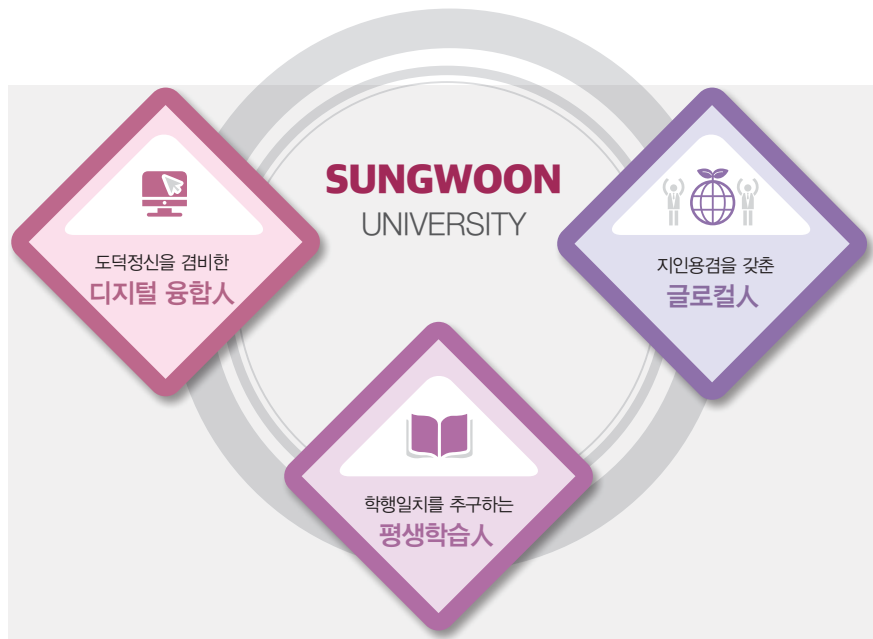 SUNGWOON
UNIVERSITY
도덕정신을 겸비한
디지털 융합人
지인용겸을 갖춘
글로컬人
학행일치를 추구하는
평생학습人